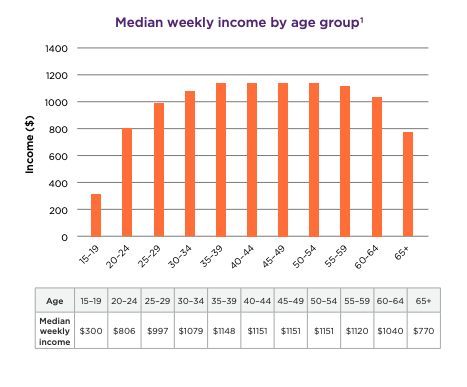 Median weekly income by age group¹
1400
1200
1000
800
600
400
200
0
Income ($)
15–19
20–24
25–29
30–34
35–39
40–44
45–49
50–54
55–59
60–64
65+
Age 15–19 20–24 25–29 30–34 35–39 40–44 45–49 50–54 55–59 60–64 65+
Median
weekly
income
$300 $806 $997 $1079 $1148 $1151 $1151 $1151 $1120 $1040 $770